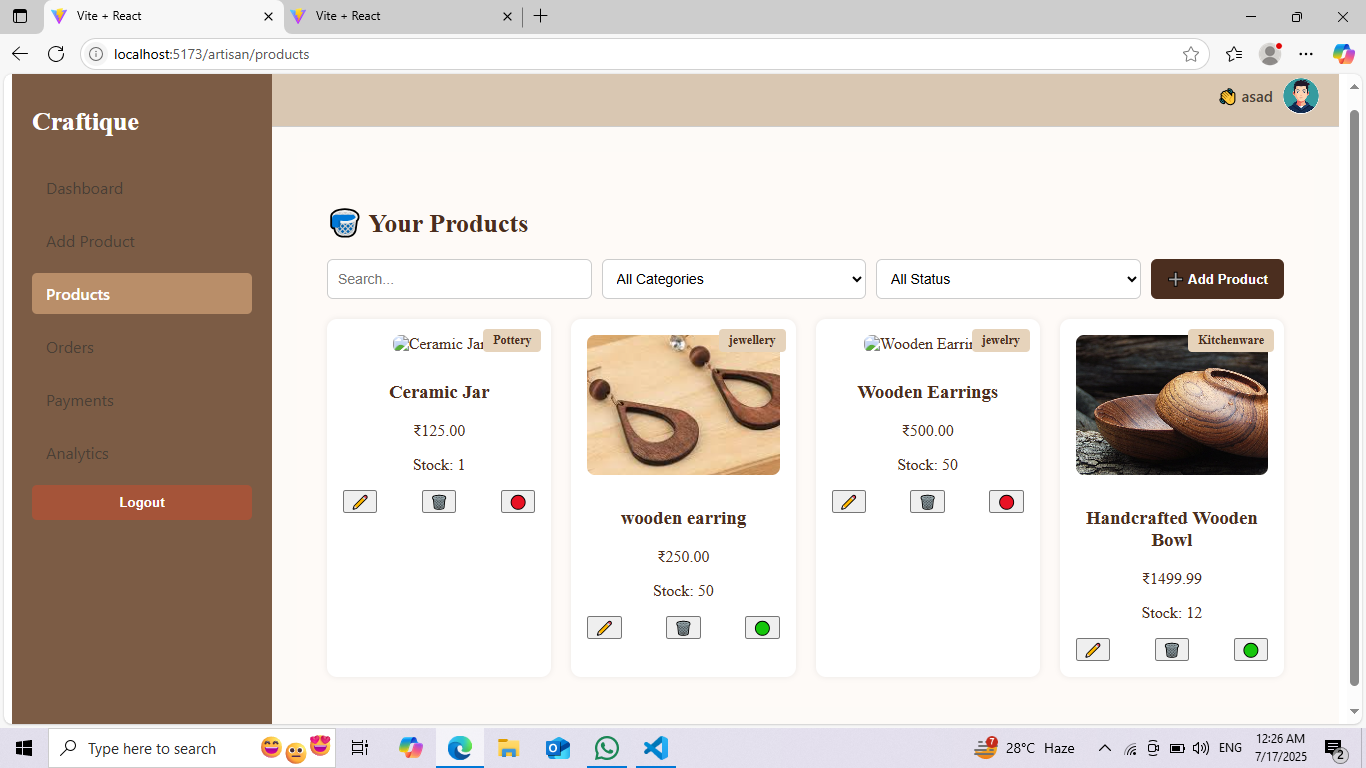 Vite + React
Vite + React
localhost:5173/artisan/products
Craftique
Dashboard
Add Product
Products
Orders
Payments
Analytics
Logout
👏 asad
Your Products
Search...
All Categories
All Status
➕ Add Product
Ceramic Jar
Pottery
Ceramic Jar
₹125.00
Stock: 1
jewellery
wooden earring
₹250.00
Stock: 50
Wooden Earrin
jewelry
Wooden Earrings
₹500.00
Stock: 50
Kitchenware
Handcrafted Wooden
Bowl
₹1499.99
Stock: 12
Type here to search
7
28°C Haze
ENG
12:26 AM
7/17/2025
2